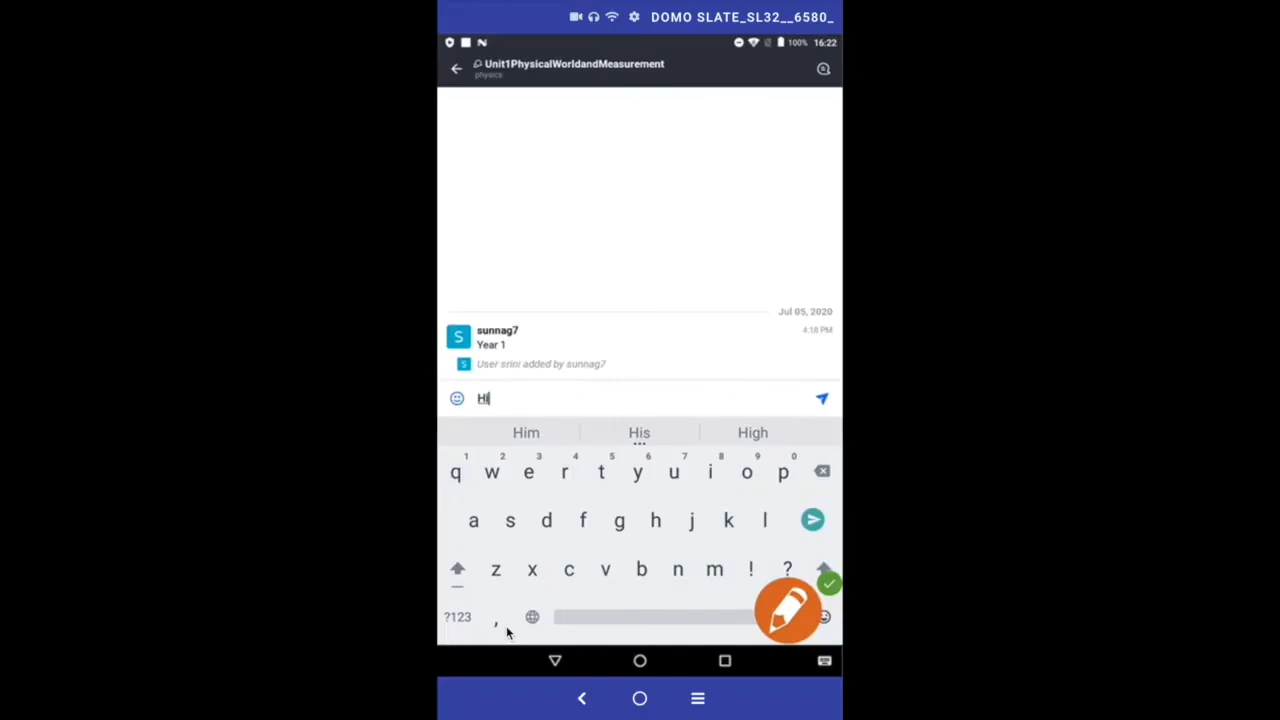 DOMO SLATE_SL32__6580_
100% 16:22
Unit1PhysicalWorldandMeasurement
physics
Jul 05, 2020
S sunnag7 4:18 PM
Year 1
S User srini added by sunnag7
Hi
Him His High
1 2 3 4 5 6 7 8 9 0
q w e r t y u i o p
a s d f g h j k l
z x c v b n m ! ?
?123 ,